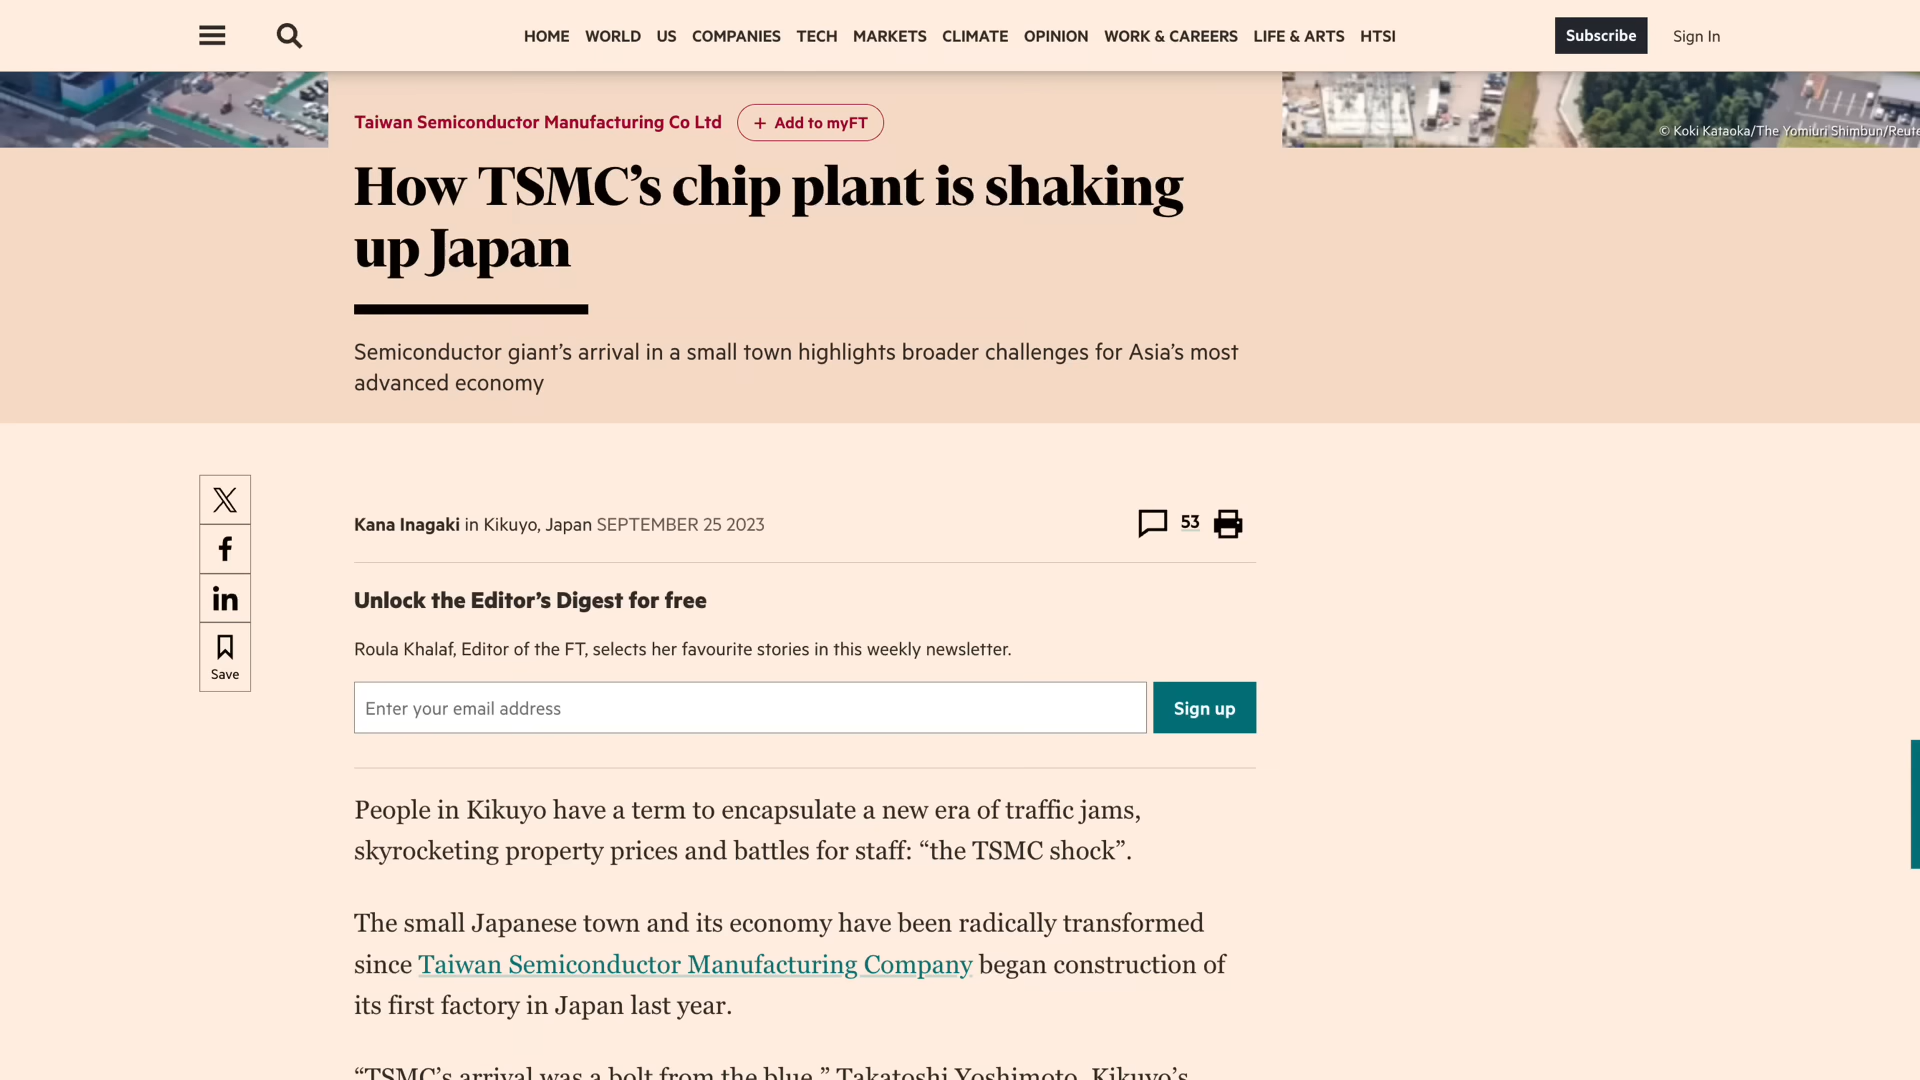 HOME WORLD US COMPANIES TECH MARKETS CLIMATE OPINION WORK & CAREERS LIFE & ARTS HTSI Subscribe Sign In
© Koki Kataoka/The Yomiuri Shimbun/Reute
Taiwan Semiconductor Manufacturing Co Ltd + Add to myFT
How TSMC’s chip plant is shaking
up Japan
Semiconductor giant’s arrival in a small town highlights broader challenges for Asia’s most
advanced economy
Kana Inagaki in Kikuyo, Japan SEPTEMBER 25 2023 53
Save
Unlock the Editor’s Digest for free
Roula Khalaf, Editor of the FT, selects her favourite stories in this weekly newsletter.
Enter your email address Sign up
People in Kikuyo have a term to encapsulate a new era of traffic jams,
skyrocketing property prices and battles for staff: “the TSMC shock”.
The small Japanese town and its economy have been radically transformed
since Taiwan Semiconductor Manufacturing Company began construction of
its first factory in Japan last year.
“TSMC’s arrival was a bolt from the blue,” Takatoshi Yoshimoto, Kikuyo’s